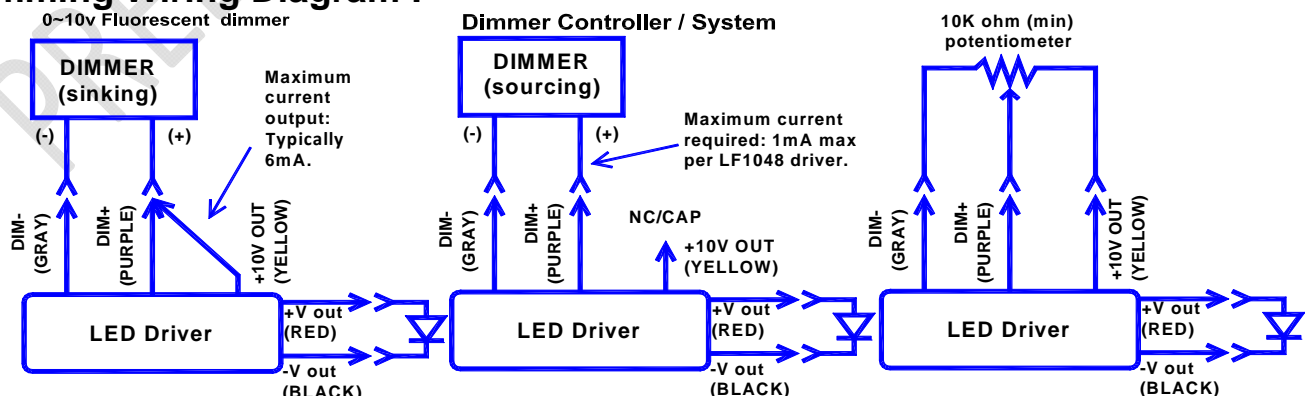 Dimming Wiring Diagram :
0~10v Fluorescent dimmer
DIMMER
(sinking)
(-)
(+)
Maximum
current
output:
Typically
6mA.
DIM-
(GRAY)
DIM+
(PURPLE)
+10V OUT
(YELLOW)
LED Driver
+V out
(RED)
-V out
(BLACK)
Dimmer Controller / System
DIMMER
(sourcing)
(-)
(+)
Maximum current
required: 1mA max
per LF1048 driver.
DIM-
(GRAY)
DIM+
(PURPLE)
NC/CAP
+10V OUT
(YELLOW)
LED Driver
+V out
(RED)
-V out
(BLACK)
10K ohm (min)
potentiometer
DIM-
(GRAY)
DIM+
(PURPLE)
+10V OUT
(YELLOW)
LED Driver
+V out
(RED)
-V out
(BLACK)